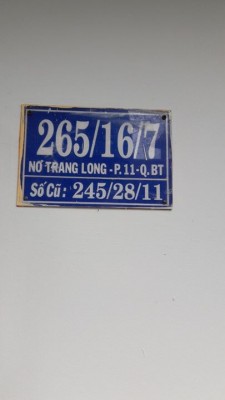 265/16/7
NƠ TRANG LONG - P.11 - Q.BT
Số Cũ: 245/28/11